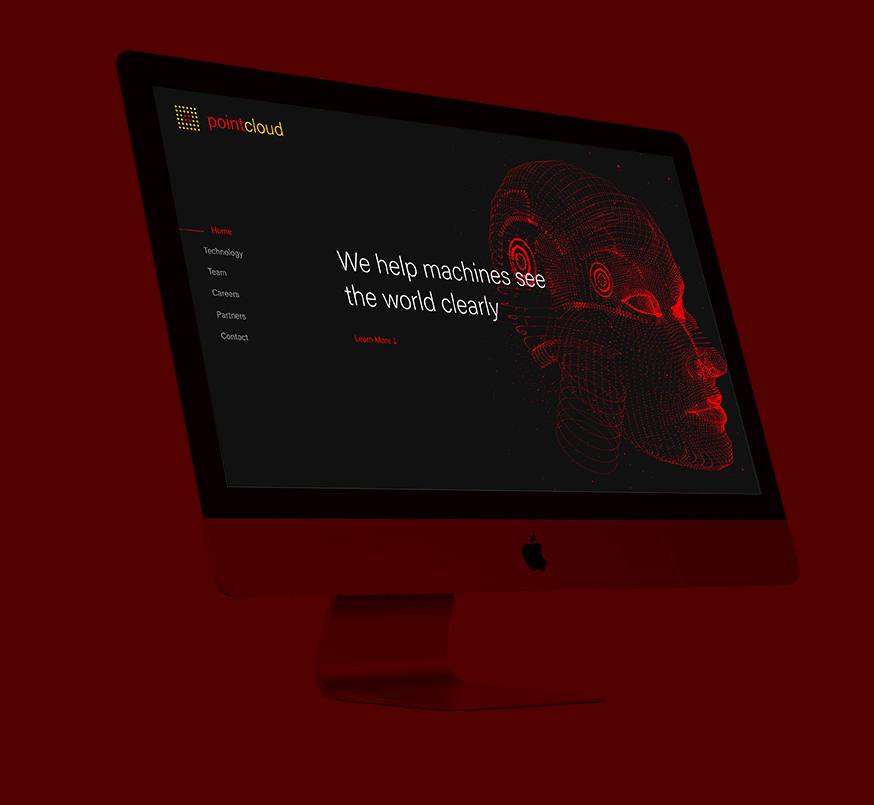 pointcloud
Home
Technology
Team
Careers
Partners
Contact
We help machines see
the world clearly
Learn More ↓